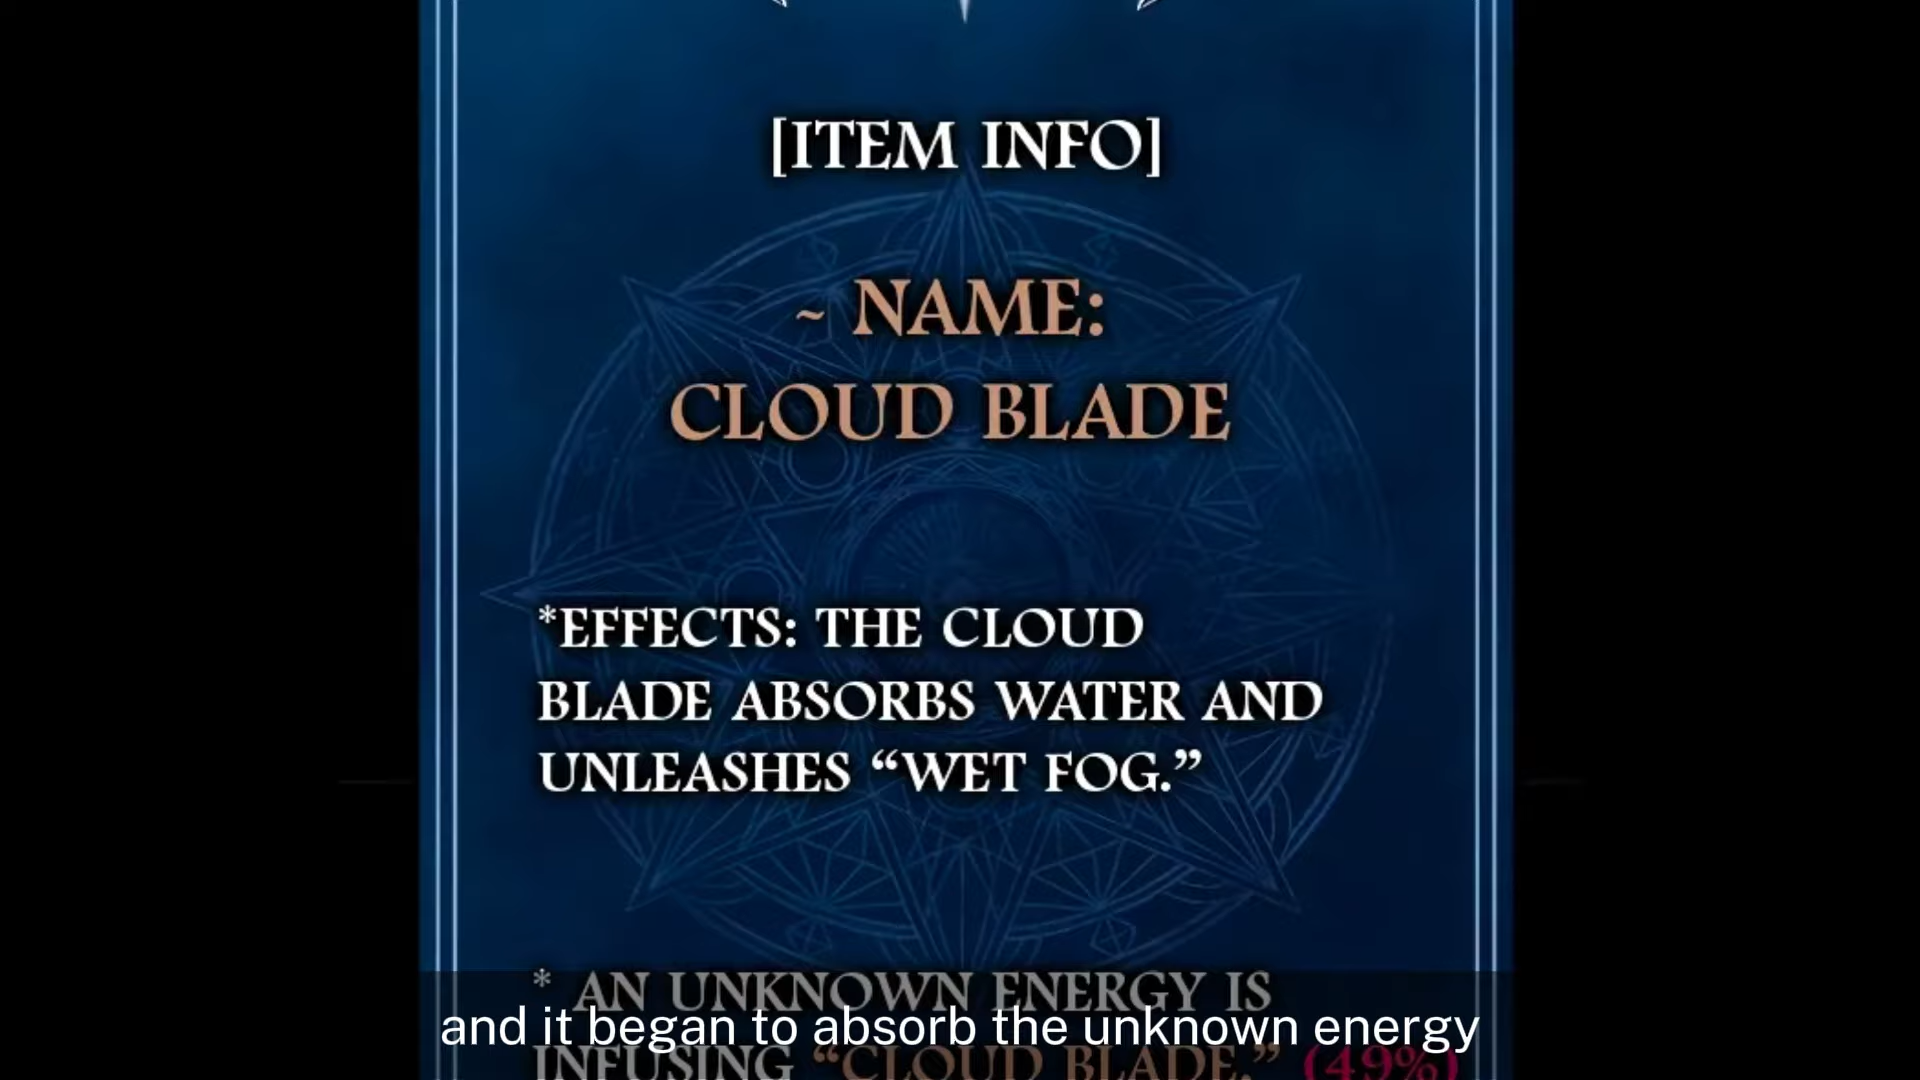 [ITEM INFO]
~ NAME:
CLOUD BLADE
*EFFECTS: THE CLOUD
BLADE ABSORBS WATER AND
UNLEASHES “WET FOG.”
* AN UNKNOWN ENERGY IS
and it began to absorb the unknown energy
INFUSING “CLOUD BLADE.” (49%)